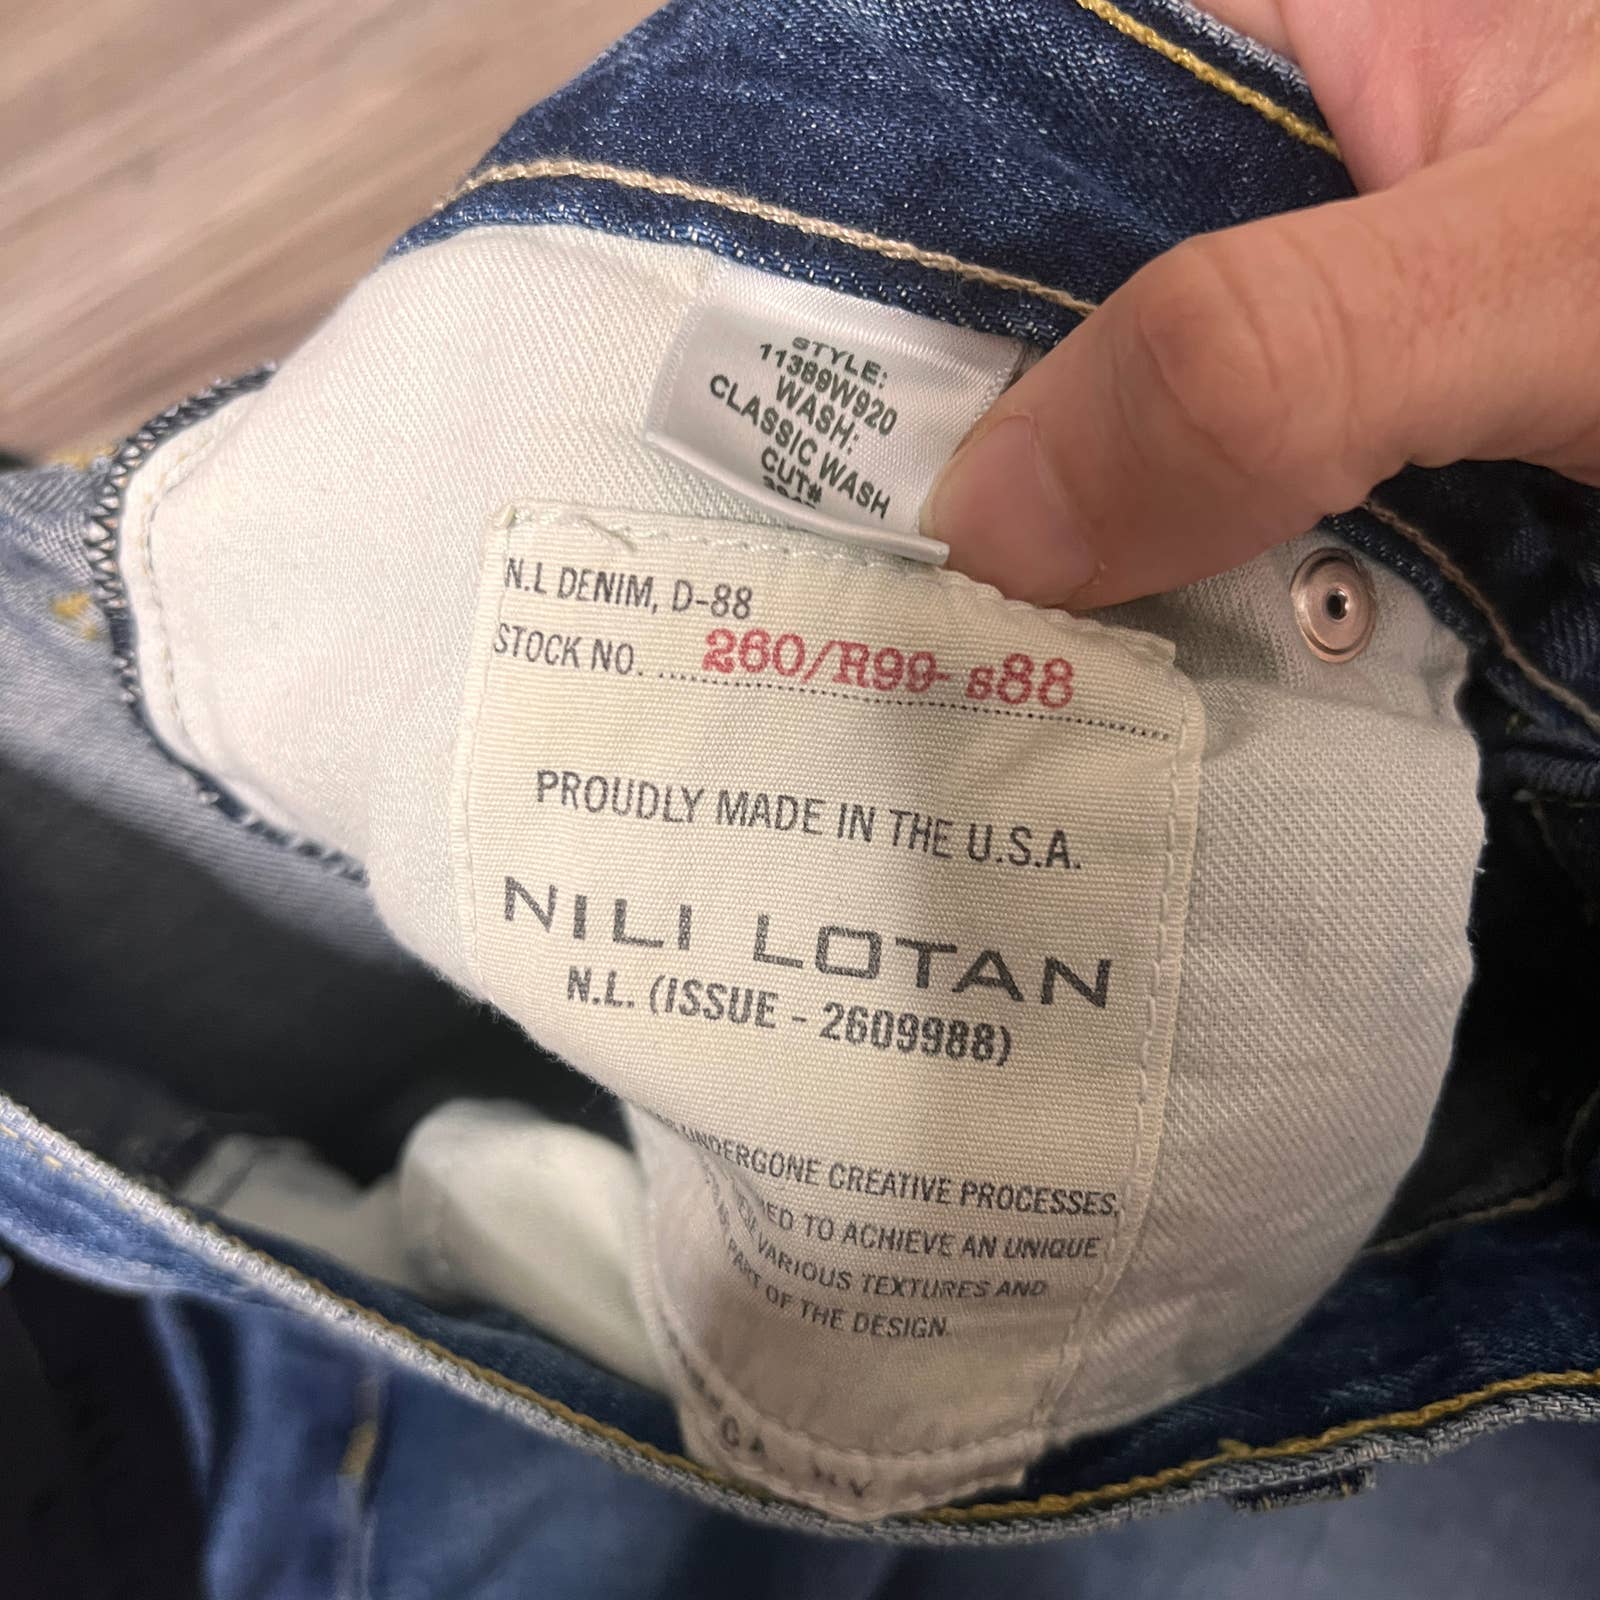 STYLE:
11389W920
WASH:
CLASSIC WASH
CUT#
N.L DENIM, D-88
STOCK NO. ........ 260/R99- s88
PROUDLY MADE IN THE U.S.A.
NILI LOTAN
N.L. (ISSUE - 2609988)
UNDERGONE CREATIVE PROCESSES,
TO ACHIEVE AN UNIQUE
VARIOUS TEXTURES AND
PART OF THE DESIGN.